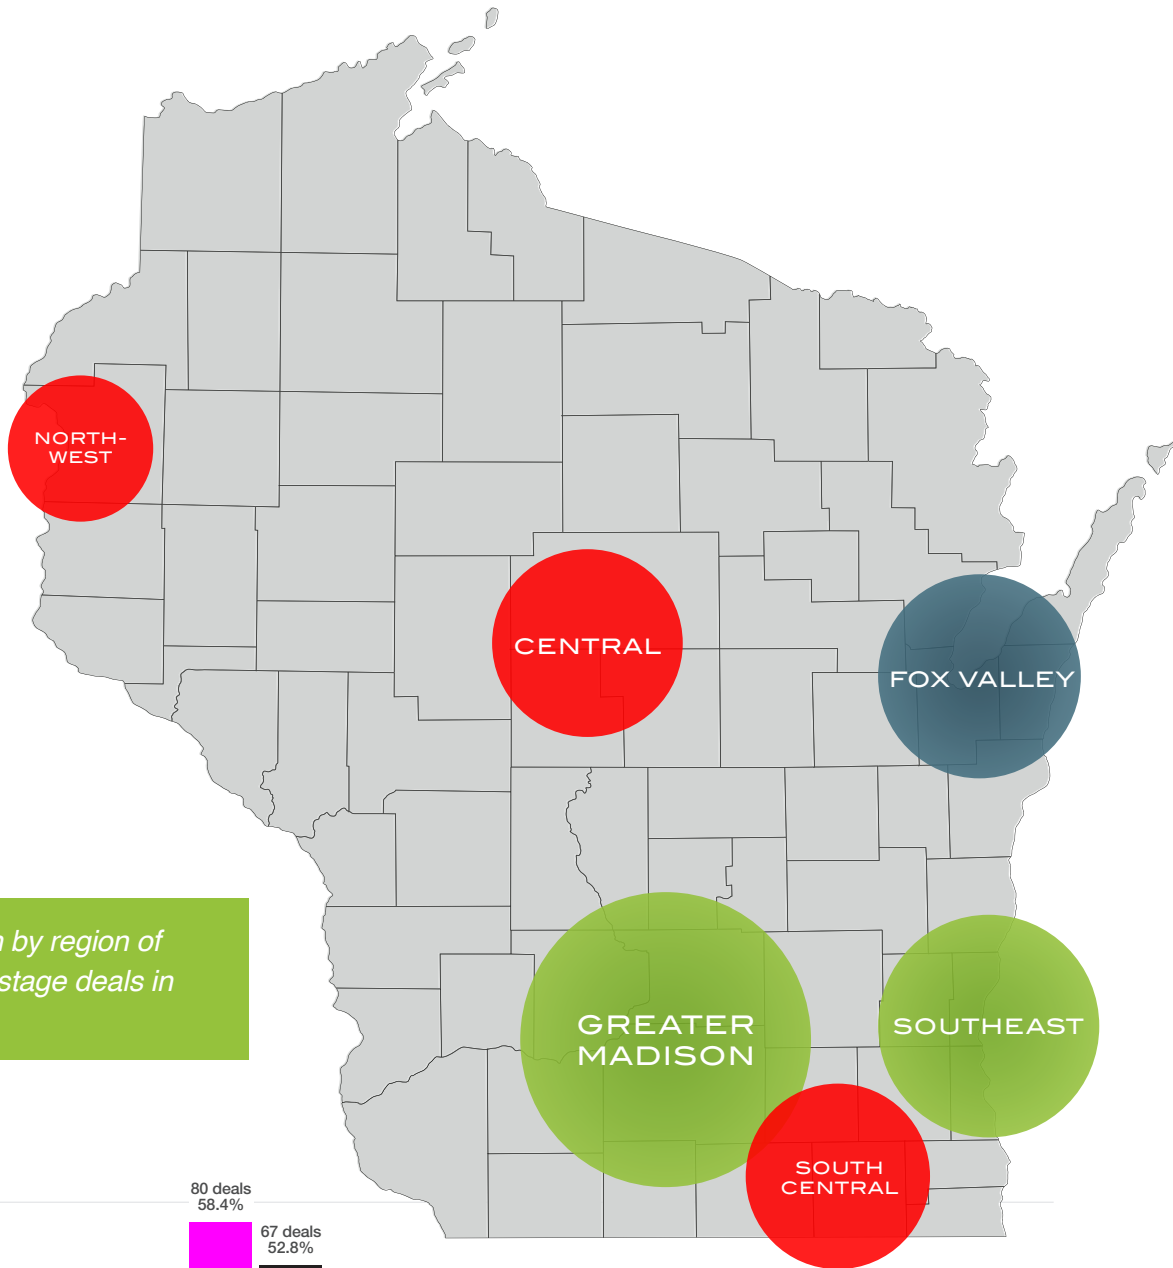 NORTH-
WEST
CENTRAL
FOX VALLEY
by region of
stage deals in
GREATER
MADISON
SOUTHEAST
SOUTH
CENTRAL
80 deals
58.4%
67 deals
52.8%